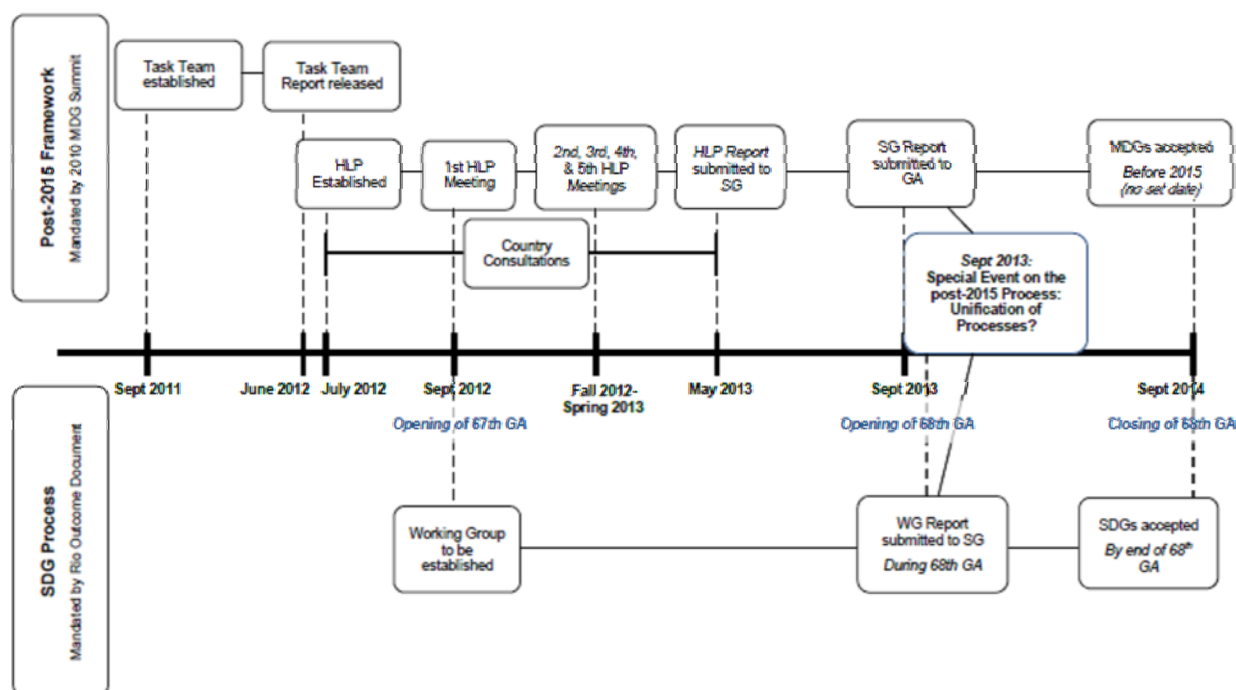 Post-2015 Framework
Mandated by 2010 MDG Summit
Task Team
established
Task Team
Report released
HLP
Established
1st HLP
Meeting
2nd, 3rd, 4th,
& 5th HLP
Meetings
HLP Report
submitted to
SG
SG Report
submitted to
GA
MDGs accepted
Before 2015
(no set date)
Country
Consultations
Sept 2013:
Special Event on the
post-2015 Process:
Unification of
Processes?
Sept 2011
June 2012
July 2012
Sept 2012
Fall 2012-
Spring 2013
May 2013
Sept 2013
Sept 2014
Opening of 67th GA
Opening of 68th GA
Closing of 68th GA
SDG Process
Mandated by Rio Outcome Document
Working Group
to be
established
WG Report
submitted to SG
During 68th GA
SDGs accepted
By end of 68th
GA